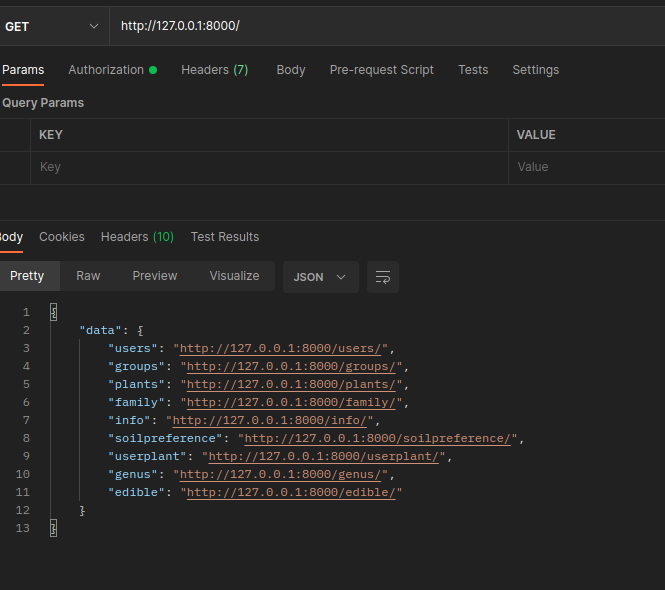 GET http://127.0.0.1:8000/
Params Authorization Headers (7) Body Pre-request Script Tests Settings
Query Params
KEY VALUE
Key Value
Body Cookies Headers (10) Test Results
Pretty Raw Preview Visualize JSON
1 {
2 "data": {
3 "users": "http://127.0.0.1:8000/users/",
4 "groups": "http://127.0.0.1:8000/groups/",
5 "plants": "http://127.0.0.1:8000/plants/",
6 "family": "http://127.0.0.1:8000/family/",
7 "info": "http://127.0.0.1:8000/info/",
8 "soilpreference": "http://127.0.0.1:8000/soilpreference/",
9 "userplant": "http://127.0.0.1:8000/userplant/",
10 "genus": "http://127.0.0.1:8000/genus/",
11 "edible": "http://127.0.0.1:8000/edible/"
12 }
13 }